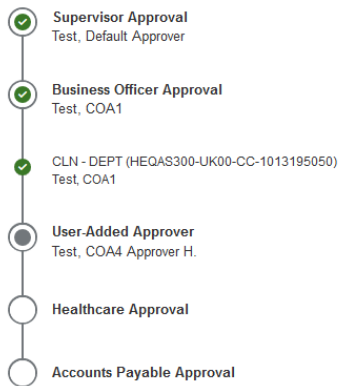 Supervisor Approval
Test, Default Approver
Business Officer Approval
Test, COA1
CLN - DEPT (HEQAS300-UK00-CC-1013195050)
Test, COA1
User-Added Approver
Test, COA4 Approver H.
Healthcare Approval
Accounts Payable Approval